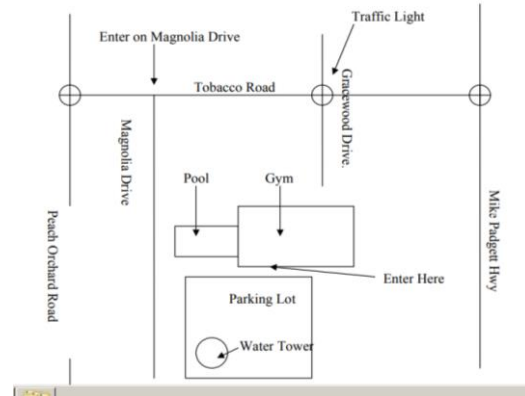 Traffic Light
Enter on Magnolia Drive
Tobacco Road
Gracewood Drive.
Magnolia Drive
Pool
Gym
Mike Padgett Hwy
Peach Orchard Road
Enter Here
Parking Lot
Water Tower